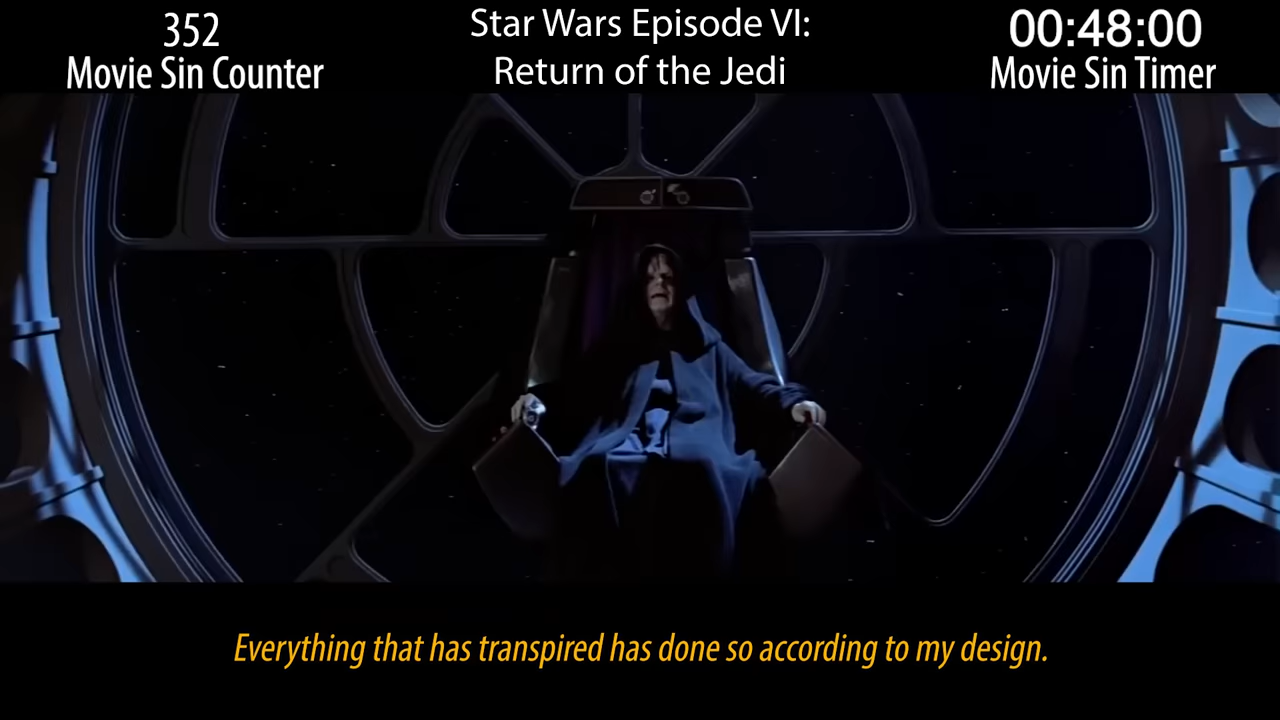 352
Movie Sin Counter
Star Wars Episode VI:
Return of the Jedi
00:48:00
Movie Sin Timer
Everything that has transpired has done so according to my design.